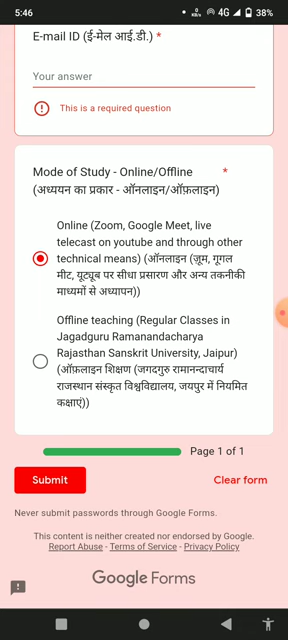 5:46
0
KB/s
4G
38%
E-mail ID (ई-मेल आई.डी.) *
Your answer
This is a required question
Mode of Study - Online/Offline *
(अध्ययन का प्रकार - ऑनलाइन/ऑफ़लाइन)
Online (Zoom, Google Meet, live
telecast on youtube and through other
technical means) (ऑनलाइन (ज़ूम, गूगल
मीट, यूट्यूब पर सीधा प्रसारण और अन्य तकनीकी
माध्यमों से अध्यापन))
Offline teaching (Regular Classes in
Jagadguru Ramanandacharya
Rajasthan Sanskrit University, Jaipur)
(ऑफ़लाइन शिक्षण (जगदगुरु रामानन्दाचार्य
राजस्थान संस्कृत विश्वविद्यालय, जयपुर में नियमित
कक्षाएं))
Page 1 of 1
Submit
Clear form
Never submit passwords through Google Forms.
This content is neither created nor endorsed by Google.
Report Abuse - Terms of Service - Privacy Policy
Google Forms